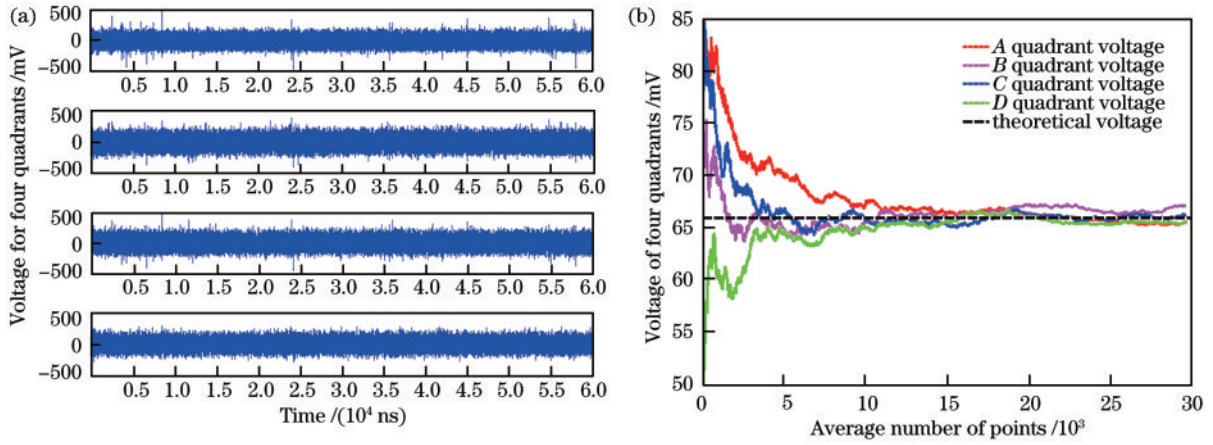 (a)
Voltage for four quadrants /mV
500
0
−500
0.5 1.0 1.5 2.0 2.5 3.0 3.5 4.0 4.5 5.0 5.5 6.0
500
0
−500
0.5 1.0 1.5 2.0 2.5 3.0 3.5 4.0 4.5 5.0 5.5 6.0
500
0
−500
0.5 1.0 1.5 2.0 2.5 3.0 3.5 4.0 4.5 5.0 5.5 6.0
500
0
−500
0.5 1.0 1.5 2.0 2.5 3.0 3.5 4.0 4.5 5.0 5.5 6.0
Time /(10⁴ ns)
(b)
Voltage of four quadrants /mV
85
80
75
70
65
60
55
50
A quadrant voltage
B quadrant voltage
C quadrant voltage
D quadrant voltage
theoretical voltage
0 5 10 15 20 25 30
Average number of points /10³